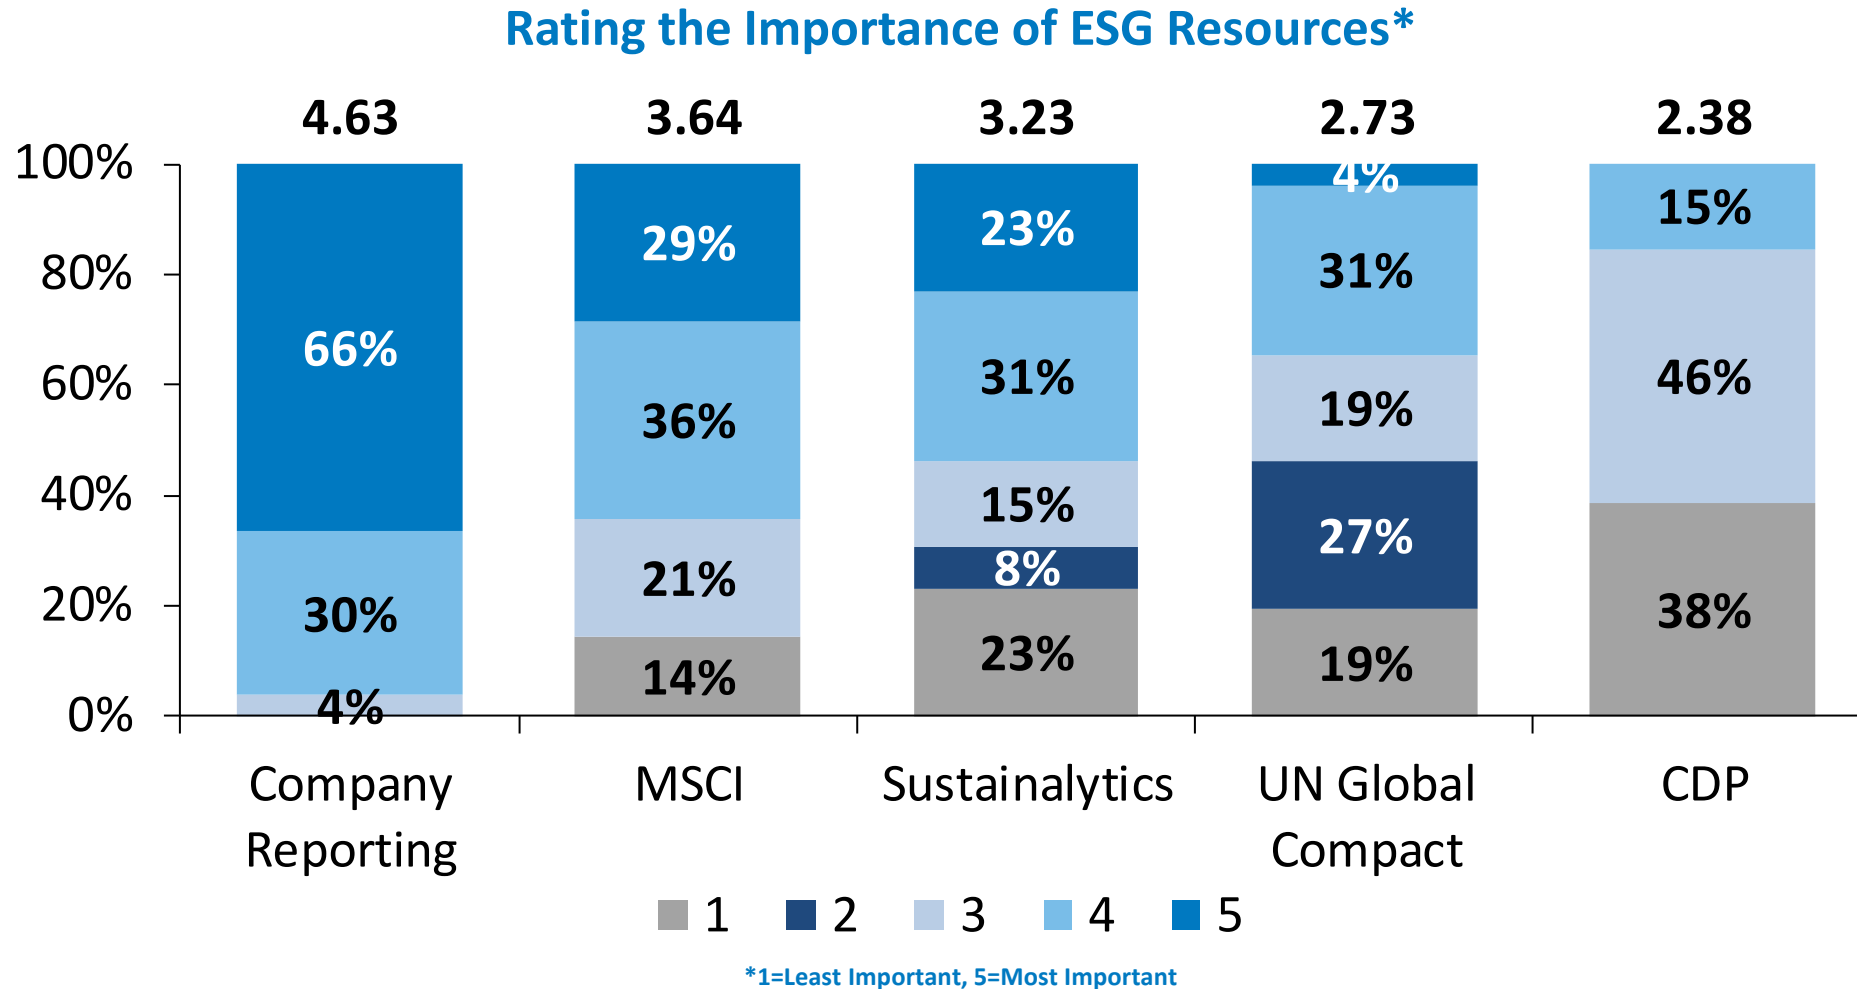 Rating the Importance of ESG Resources*
4.63 3.64 3.23 2.73 2.38
100%
80%
60%
40%
20%
0%
66%
30%
4%
29%
36%
21%
14%
23%
31%
15%
8%
23%
4%
31%
19%
27%
19%
15%
46%
38%
Company
Reporting
MSCI
Sustainalytics
UN Global
Compact
CDP
1 2 3 4 5
*1=Least Important, 5=Most Important